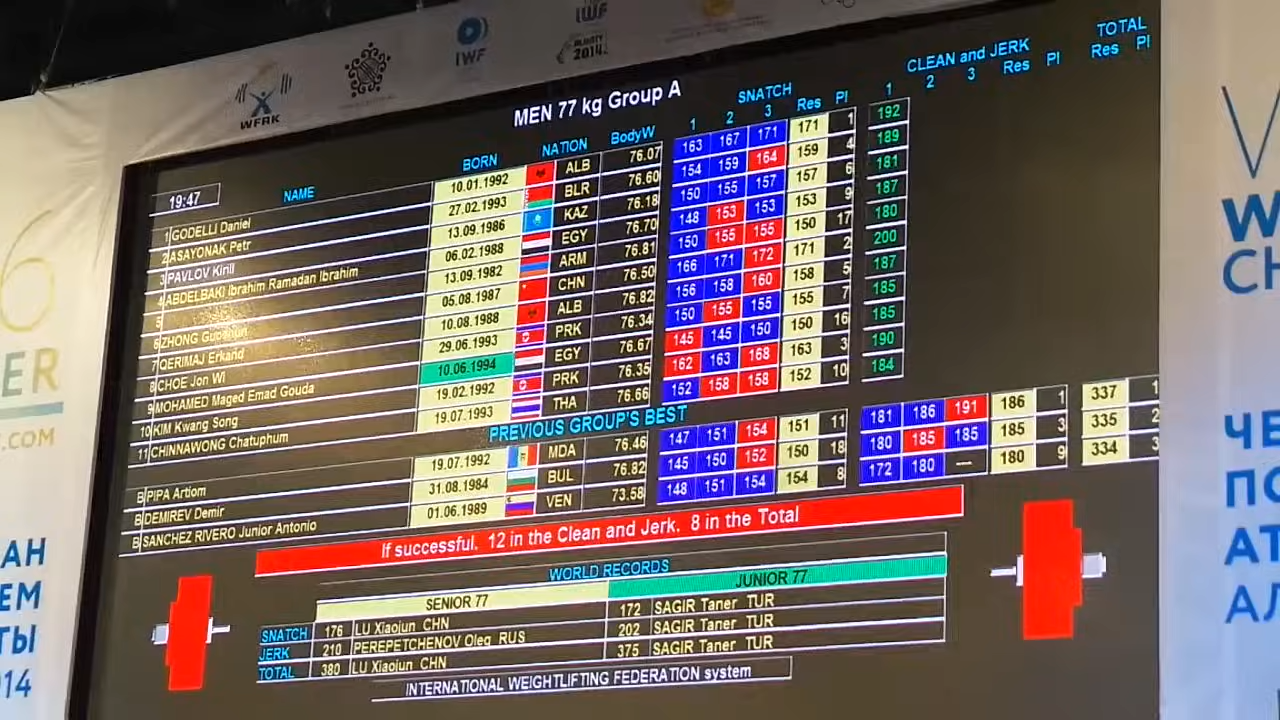 IWF
IWF
ALMATY
2014
WFRK
MEN 77 kg Group A
SNATCH CLEAN and JERK TOTAL
19:47 NAME BORN NATION BodyW 1 2 3 Res Pl 1 2 3 Res Pl Res Pl
1 GODELLI Daniel 10.01.1992 ALB 76.07 163 167 171 171 1 192
2 ASAYONAK Petr 27.02.1993 BLR 76.60 154 159 164 159 4 189
3 PAVLOV Kirill 13.09.1986 KAZ 76.18 150 155 157 157 6 181
4 ABDELBAKI Ibrahim Ramadan Ibrahim 06.02.1988 EGY 76.70 148 153 153 153 9 187
5 13.09.1982 ARM 76.81 150 155 155 150 17 180
6 ZHONG Guoshun 05.08.1987 CHN 76.50 166 171 172 171 2 200
7 QERIMAJ Erkand 10.08.1988 ALB 76.82 156 158 160 158 5 187
8 CHOE Jon Wi 29.06.1993 PRK 76.34 150 155 155 155 7 185
9 MOHAMED Maged Emad Gouda 10.06.1994 EGY 76.67 145 145 150 150 16 185
10 KIM Kwang Song 19.02.1992 PRK 76.35 162 163 168 163 3 190
11 CHINNAWONG Chatuphum 19.07.1993 THA 76.66 152 158 158 152 10 184
PREVIOUS GROUP'S BEST
B PIPA Artiom 19.07.1992 MDA 76.46 147 151 154 151 11 181 186 191 186 1 337 1
B DEMIREV Demir 31.08.1984 BUL 76.82 145 150 152 150 18 180 185 185 185 3 335 2
B SANCHEZ RIVERO Junior Antonio 01.06.1989 VEN 73.58 148 151 154 154 8 172 180 --- 180 9 334 3
If successful. 12 in the Clean and Jerk. 8 in the Total
WORLD RECORDS
SENIOR 77 JUNIOR 77
SNATCH 176 LU Xiaojun CHN 172 SAGIR Taner TUR
JERK 210 PEREPETCHENOV Oleg RUS 202 SAGIR Taner TUR
TOTAL 380 LU Xiaojun CHN 375 SAGIR Taner TUR
INTERNATIONAL WEIGHTLIFTING FEDERATION system
6
ER
.COM
АН
ЕМ
ТЫ
014
W
CH
ЧЕ
ПО
АТ
АЛ